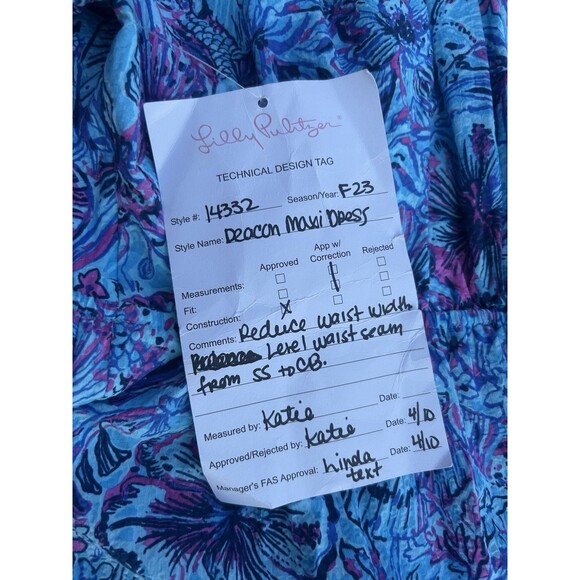 Lilly Pulitzer®
TECHNICAL DESIGN TAG
Style #: 14332 Season/Year: F23
Style Name: Deacon Maxi Dress
Approved App w/ Correction Rejected
Measurements:
Fit:
Construction: X
Comments: Reduce waist width
Level waist seam
from SS to CB.
Measured by: Katie Date:
Approved/Rejected by: Katie Date: 4/10
Manager's FAS Approval: Linda Date: 4/10
text